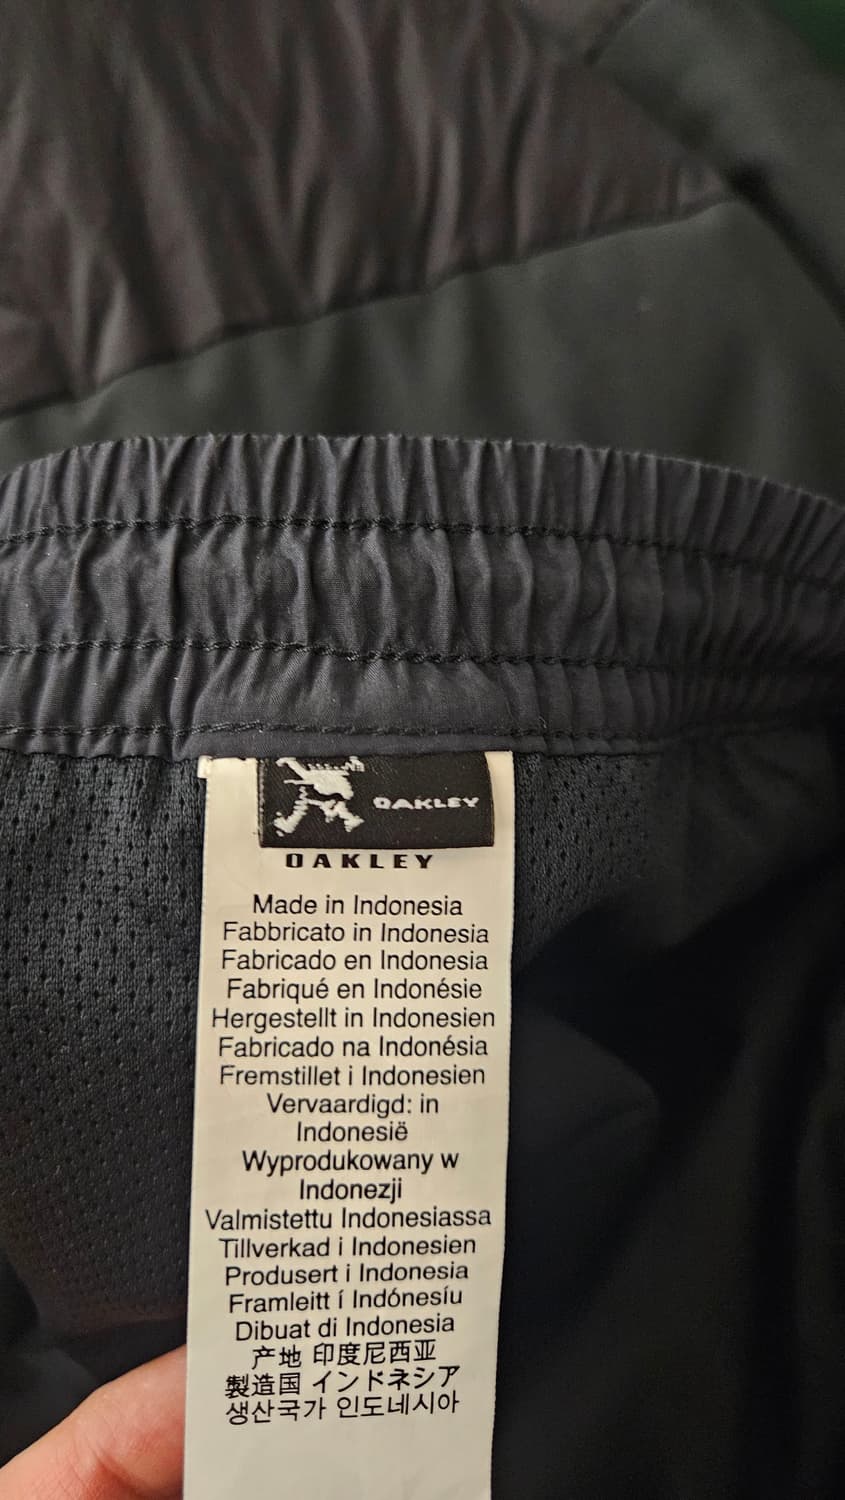 OAKLEY
OAKLEY
Made in Indonesia
Fabbricato in Indonesia
Fabricado en Indonesia
Fabriqué en Indonésie
Hergestellt in Indonesien
Fabricado na Indonésia
Fremstillet i Indonesien
Vervaardigd: in
Indonesië
Wyprodukowany w
Indonezji
Valmistettu Indonesiassa
Tillverkad i Indonesien
Produsert i Indonesia
Framleitt í Indónesíu
Dibuat di Indonesia
产地 印度尼西亚
製造国 インドネシア
생산국가 인도네시아